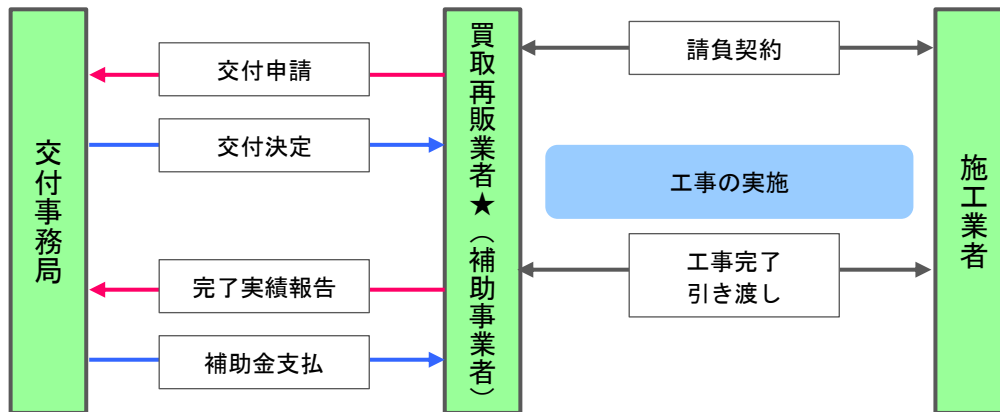 交付事務局
交付申請
交付決定
完了実績報告
補助金支払
買取再販業者★（補助事業者）
請負契約
工事の実施
工事完了
引き渡し
施工業者